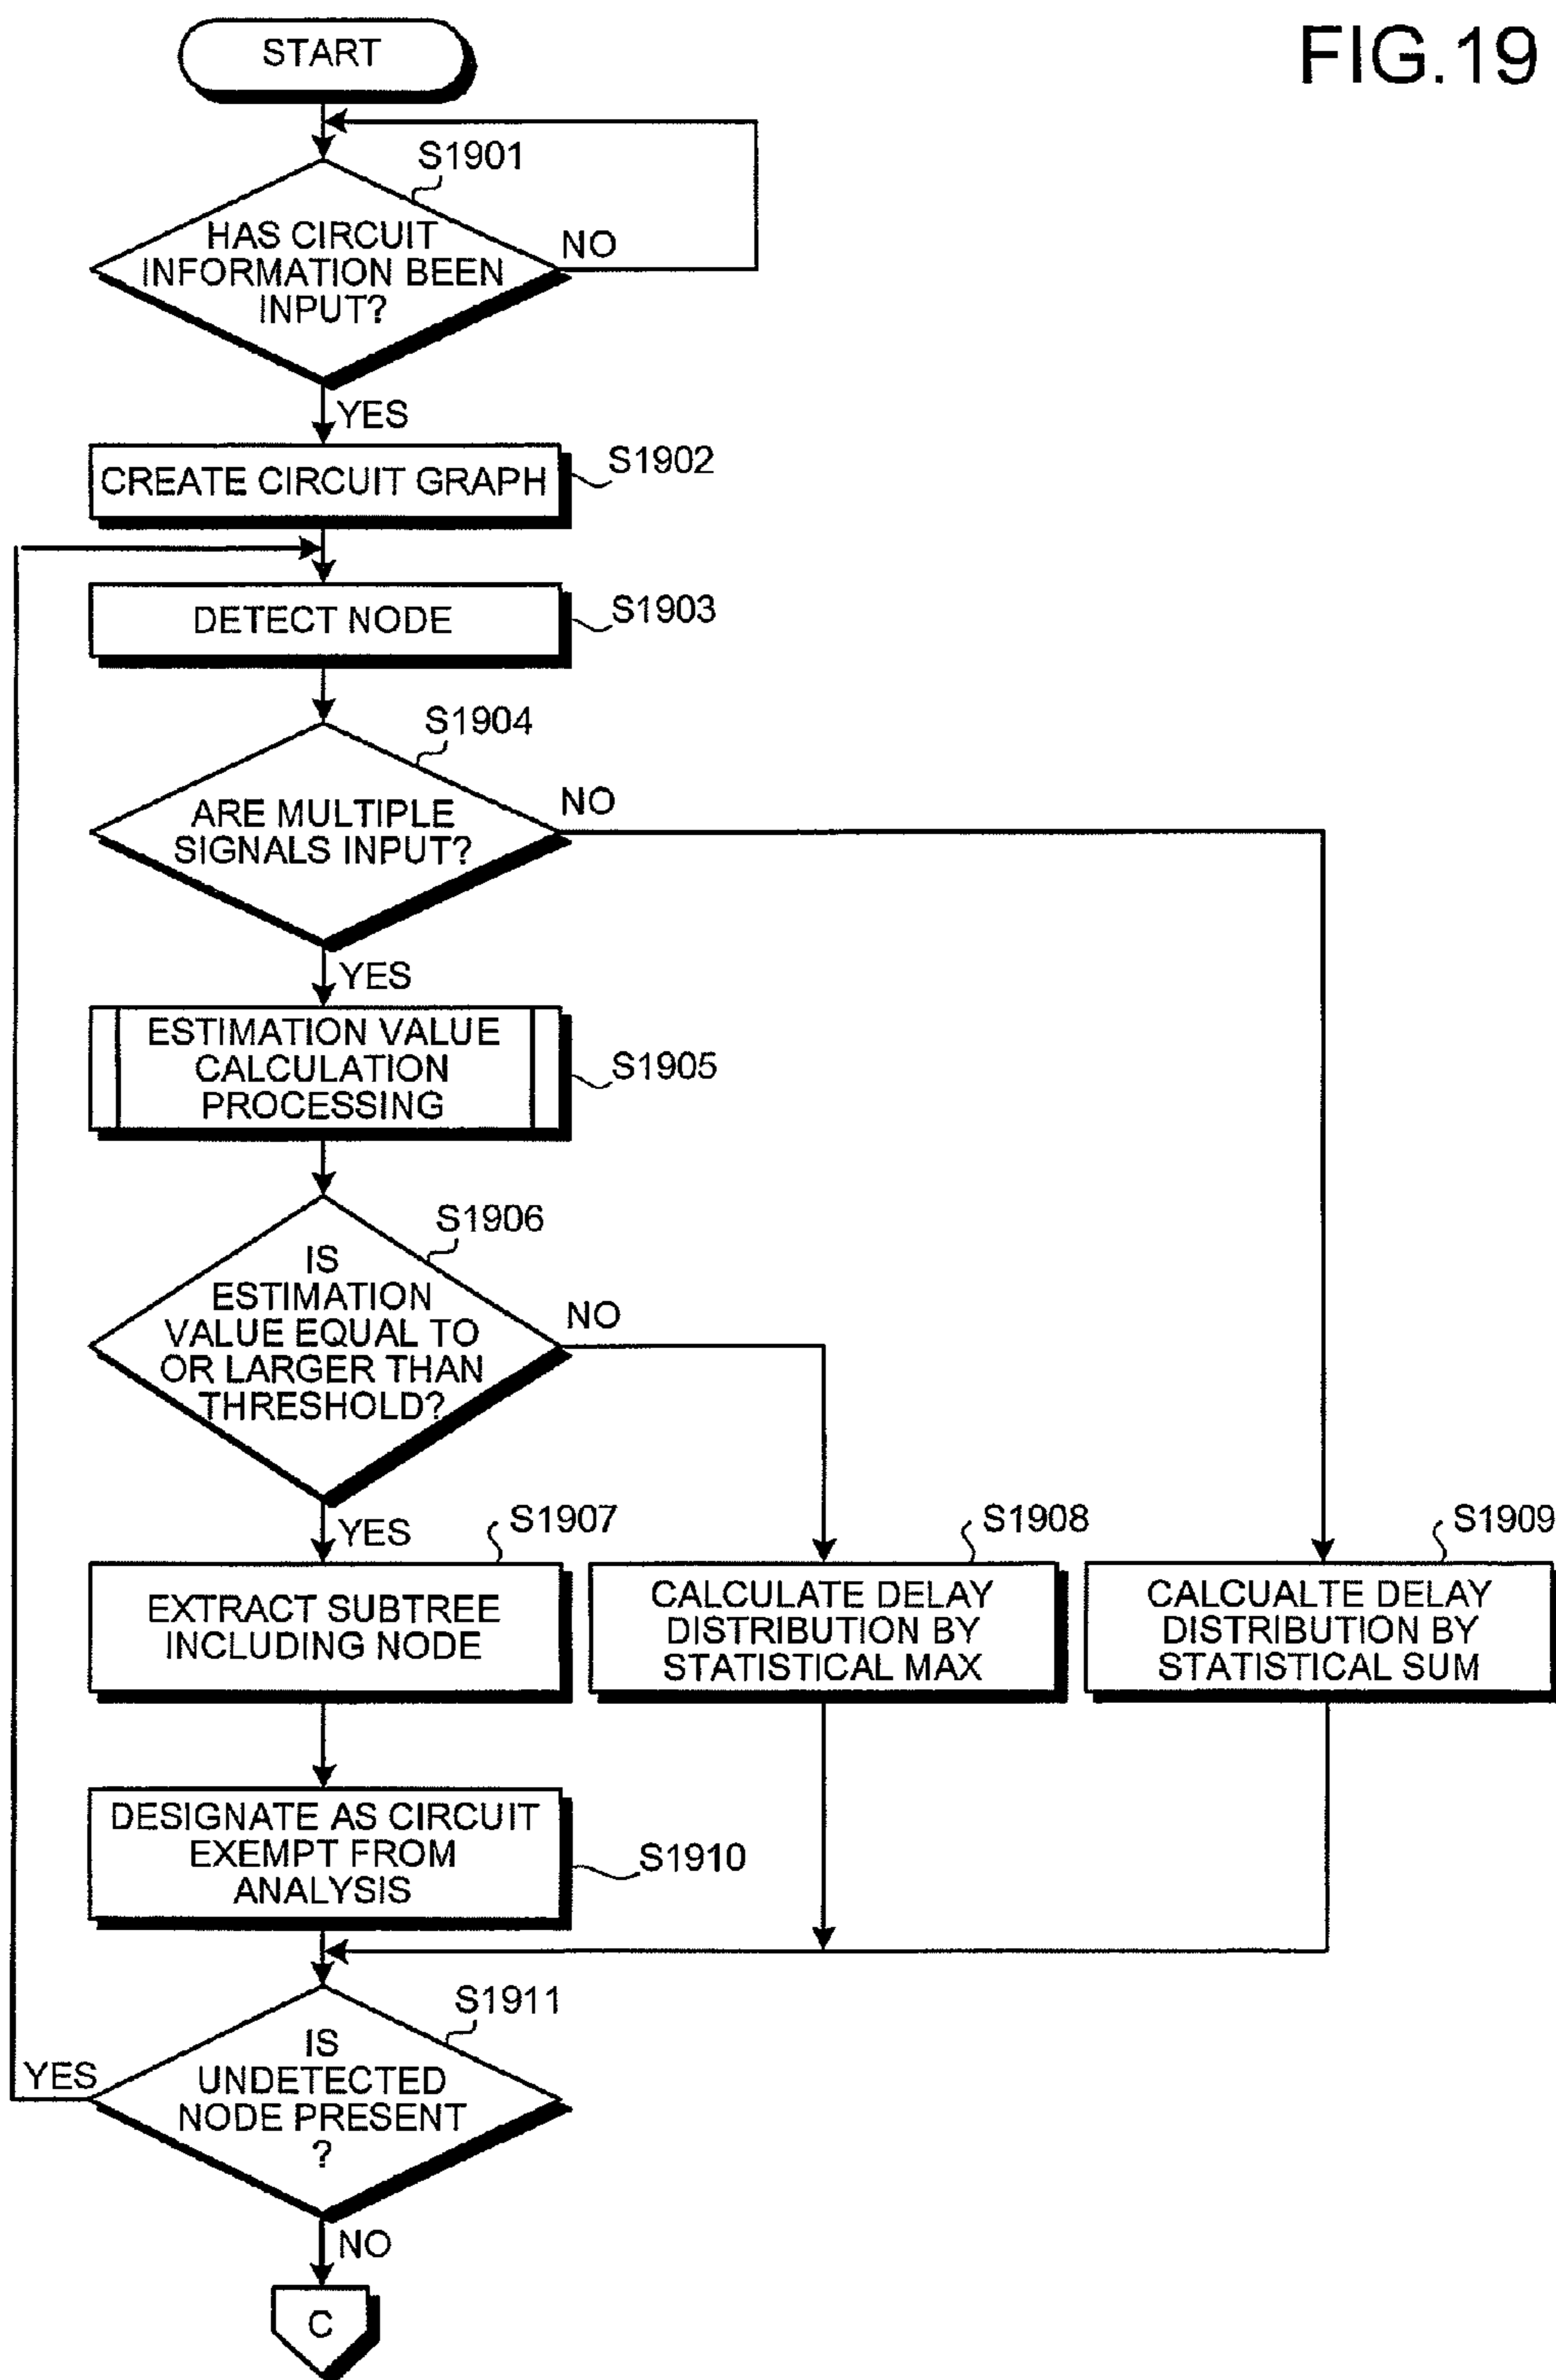 FIG.19
START
S1901
HAS CIRCUIT
INFORMATION BEEN
INPUT?
NO
YES
CREATE CIRCUIT GRAPH
S1902
DETECT NODE
S1903
S1904
ARE MULTIPLE
SIGNALS INPUT?
NO
YES
ESTIMATION VALUE
CALCULATION
PROCESSING
S1905
S1906
IS
ESTIMATION
VALUE EQUAL TO
OR LARGER THAN
THRESHOLD?
NO
YES
S1907
EXTRACT SUBTREE
INCLUDING NODE
S1908
CALCULATE DELAY
DISTRIBUTION BY
STATISTICAL MAX
S1909
CALCUALTE DELAY
DISTRIBUTION BY
STATISTICAL SUM
DESIGNATE AS CIRCUIT
EXEMPT FROM
ANALYSIS
S1910
S1911
IS
UNDETECTED
NODE PRESENT
?
YES
NO
C